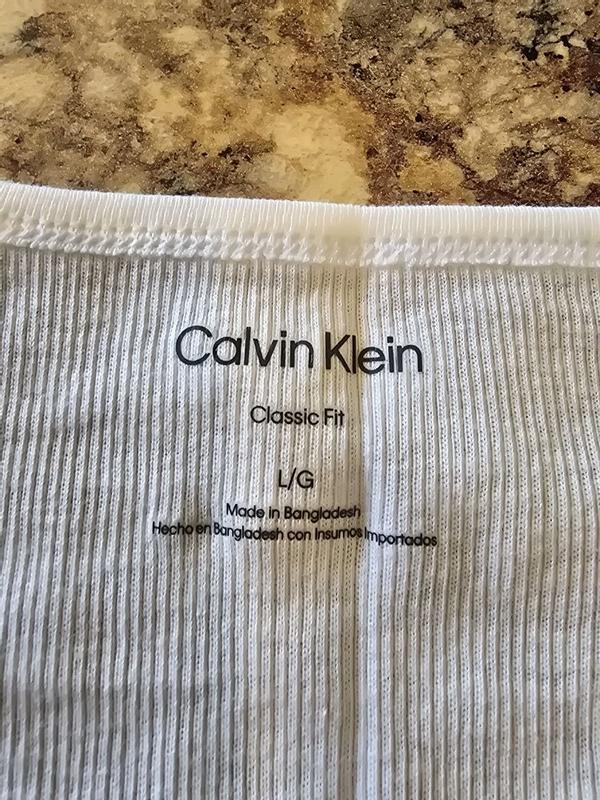 Calvin Klein
Classic Fit
L/G
Made in Bangladesh
Hecho en Bangladesh con Insumos Importados